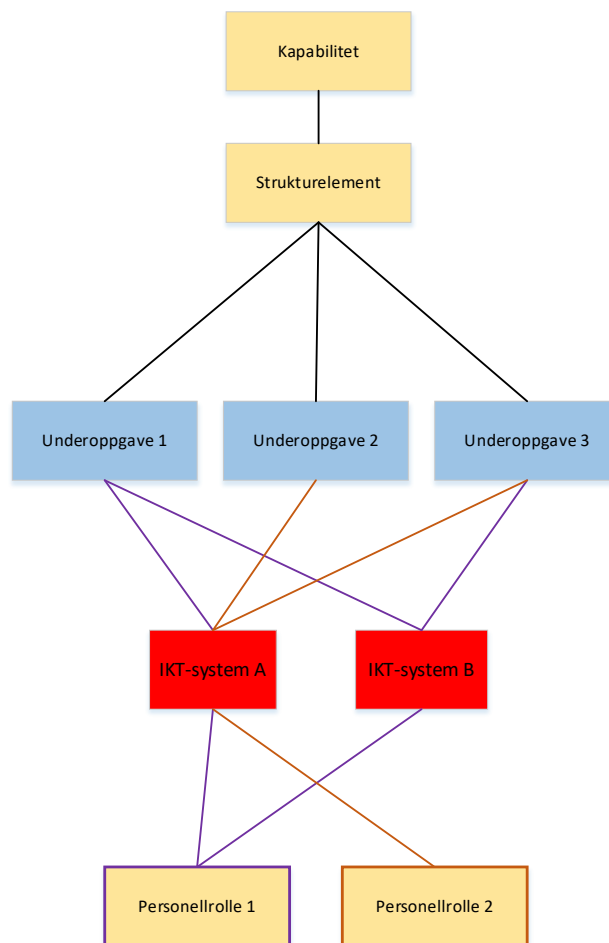 Kapabilitet
Strukturelement
Underoppgave 1
Underoppgave 2
Underoppgave 3
IKT-system A
IKT-system B
Personellrolle 1
Personellrolle 2